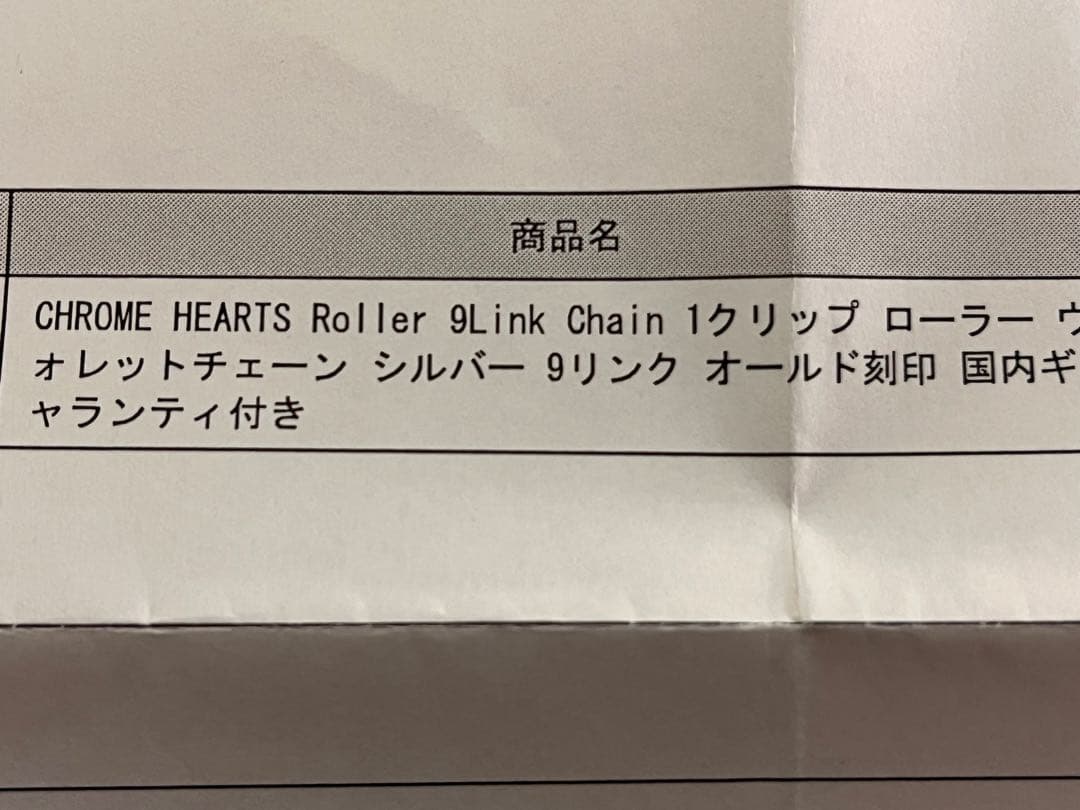 商品名
CHROME HEARTS Roller 9Link Chain 1クリップ ローラー ウ
ォレットチェーン シルバー 9リンク オールド刻印 国内ギ
ャランティ付き